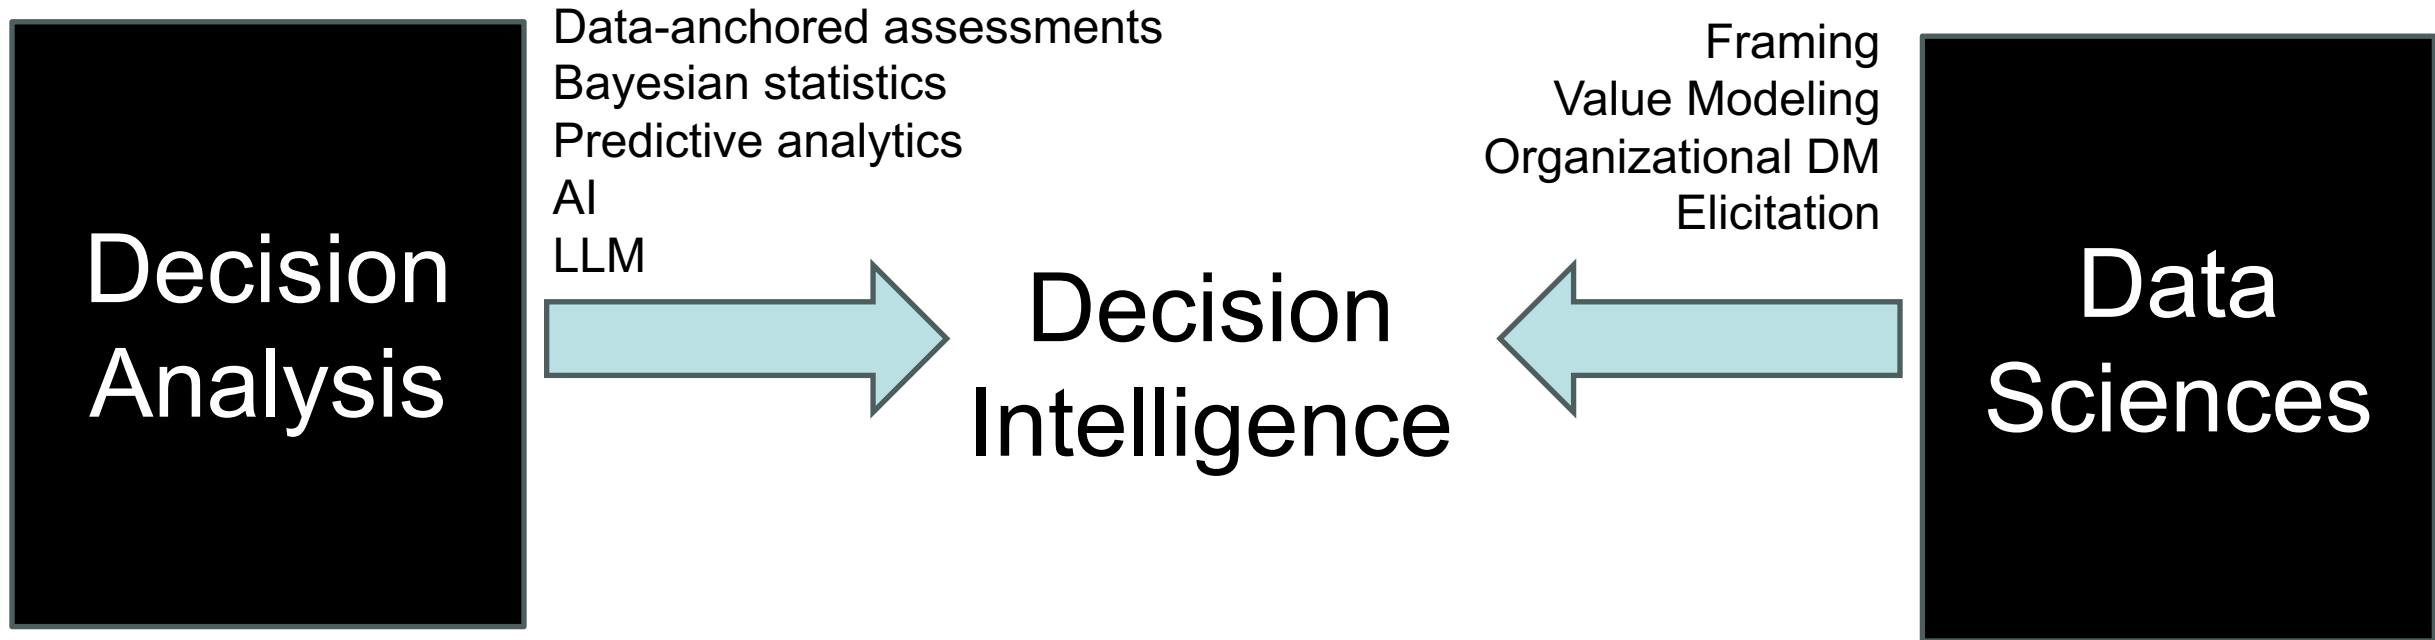 Decision
Analysis
Data-anchored assessments
Bayesian statistics
Predictive analytics
AI
LLM
Decision
Intelligence
Framing
Value Modeling
Organizational DM
Elicitation
Data
Sciences